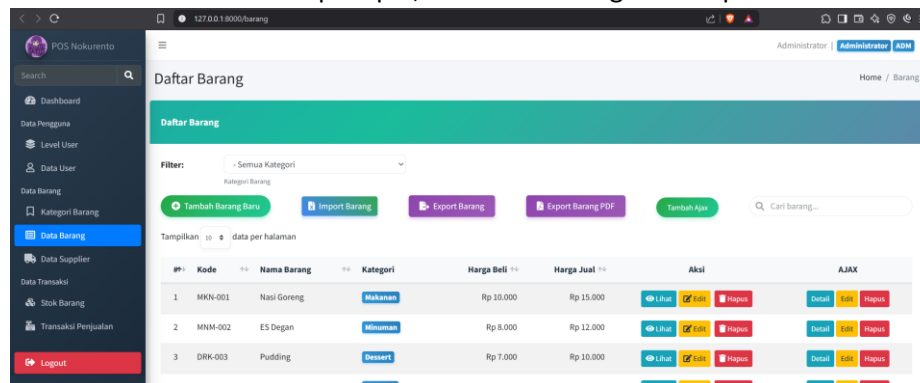 127.0.0.1:8000/barang
POS Nokurento
Administrator | Administrator ADM
Search
Daftar Barang
Home / Barang
Dashboard
Data Pengguna
Daftar Barang
Level User
Data User
Filter:
- Semua Kategori
Kategori Barang
Data Barang
Kategori Barang
Tambah Barang Baru
Import Barang
Export Barang
Export Barang PDF
Tambah Ajax
Cari barang...
Data Barang
Tampilkan 10 data per halaman
Data Supplier
Data Transaksi
Stok Barang
Transaksi Penjualan
Logout
# Kode Nama Barang Kategori Harga Beli Harga Jual Aksi AJAX
1 MKN-001 Nasi Goreng Makanan Rp 10.000 Rp 15.000 Lihat Edit Hapus Detail Edit Hapus
2 MNM-002 ES Degan Minuman Rp 8.000 Rp 12.000 Lihat Edit Hapus Detail Edit Hapus
3 DRK-003 Pudding Dessert Rp 7.000 Rp 10.000 Lihat Edit Hapus Detail Edit Hapus